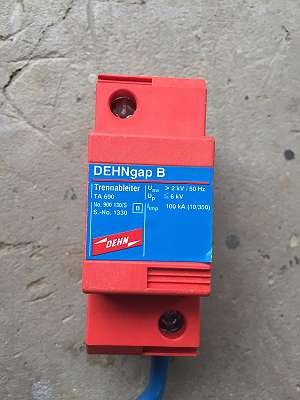 DEHNgap B
Trennableiter
TA 690
No. 900 130/S
S.-No. 1330
B
Uaw > 2 kV / 50 Hz
Up ≤ 6 kV
Iimp 100 kA (10/350)
DEHN